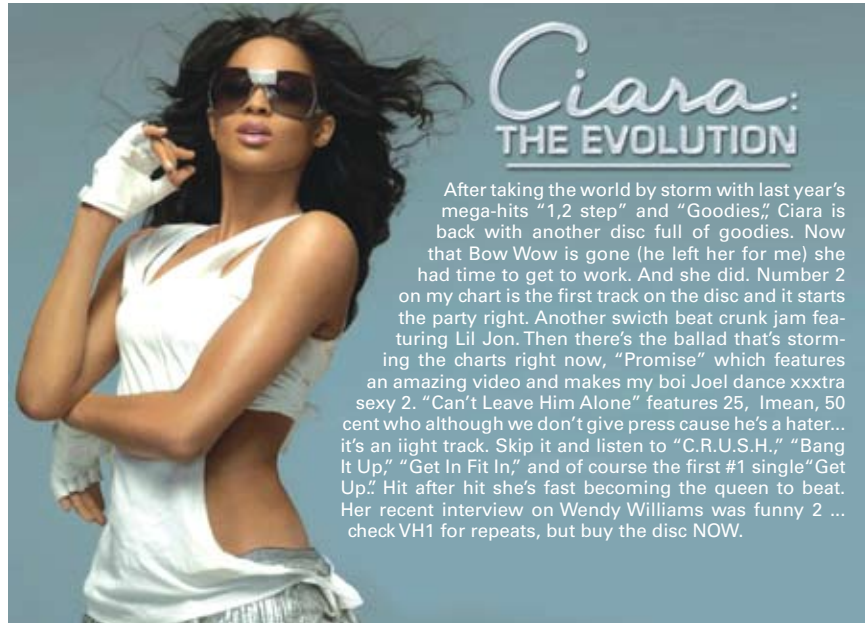 Ciara:
THE EVOLUTION
After taking the world by storm with last year's
mega-hits "1,2 step" and "Goodies," Ciara is
back with another disc full of goodies. Now
that Bow Wow is gone (he left her for me) she
had time to get to work. And she did. Number 2
on my chart is the first track on the disc and it starts
the party right. Another swicth beat crunk jam fea-
turing Lil Jon. Then there's the ballad that's storm-
ing the charts right now, "Promise" which features
an amazing video and makes my boi Joel dance xxxtra
sexy 2. "Can't Leave Him Alone" features 25, Imean, 50
cent who although we don't give press cause he's a hater...
it's an iight track. Skip it and listen to "C.R.U.S.H.," "Bang
It Up," "Get In Fit In," and of course the first #1 single"Get
Up." Hit after hit she's fast becoming the queen to beat.
Her recent interview on Wendy Williams was funny 2 ...
check VH1 for repeats, but buy the disc NOW.